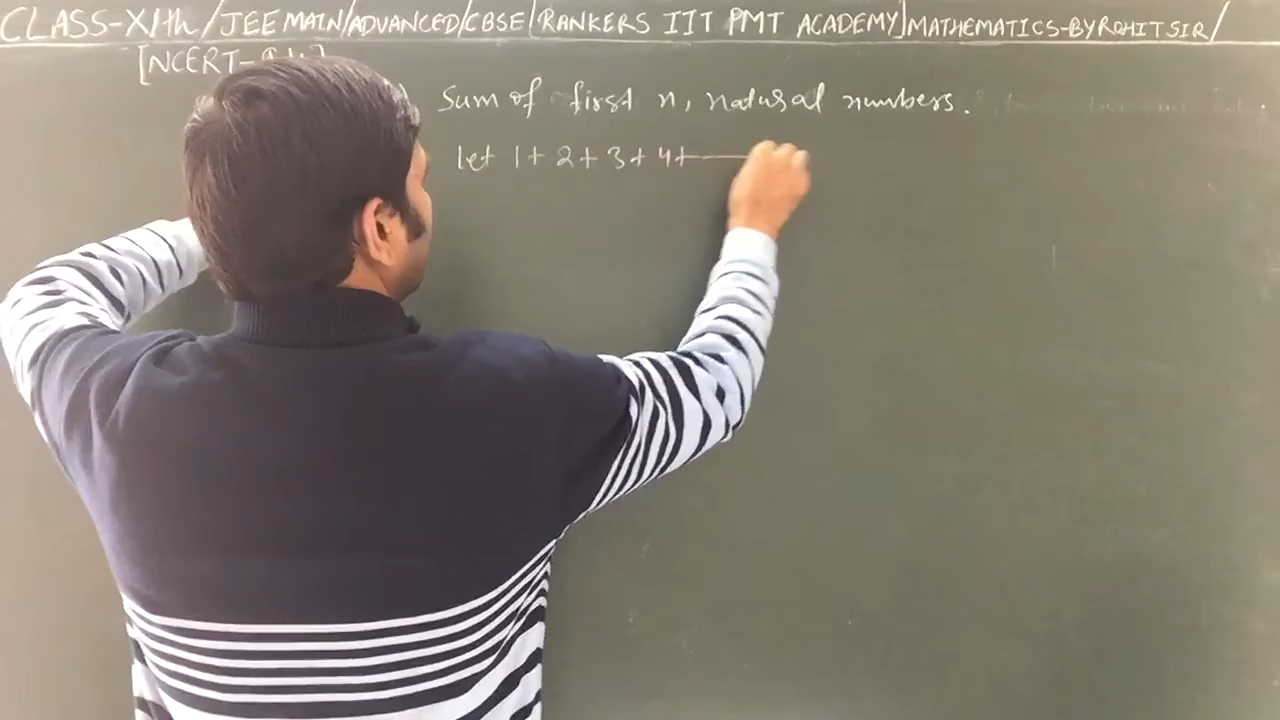 CLASS-XIth/JEE MAIN/ADVANCED/CBSE[RANKERS IIT PMT ACADEMY]MATHEMATICS-BY ROHIT SIR/
[NCERT-
Sum of first n, natural numbers.
let 1+2+3+4+